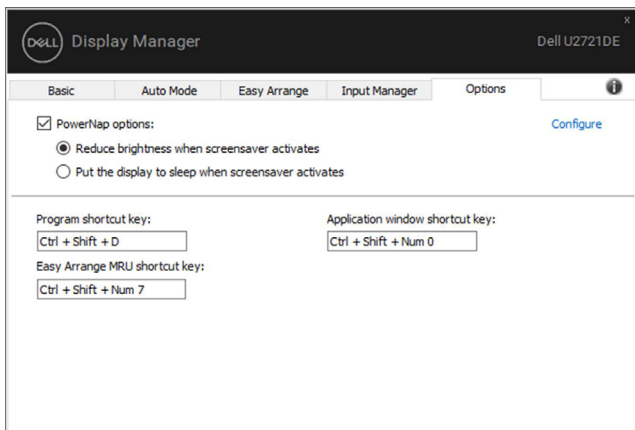 DELL Display Manager
Dell U2721DE
x
Basic Auto Mode Easy Arrange Input Manager Options i
PowerNap options:
Configure
Reduce brightness when screensaver activates
Put the display to sleep when screensaver activates
Program shortcut key:
Application window shortcut key:
Ctrl + Shift + D
Ctrl + Shift + Num 0
Easy Arrange MRU shortcut key:
Ctrl + Shift + Num 7